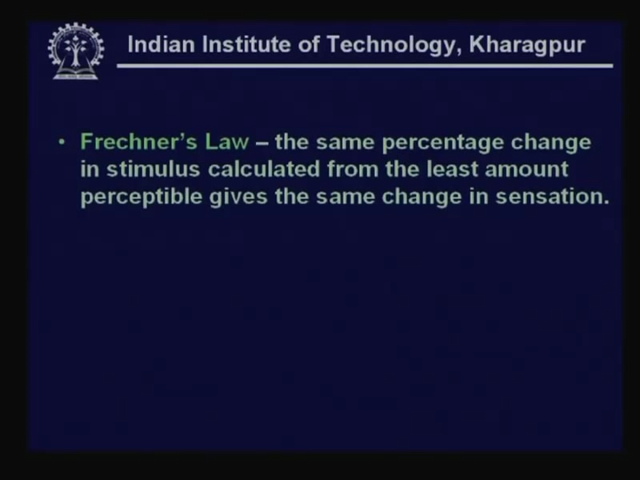 Indian Institute of Technology, Kharagpur
• Frechner's Law – the same percentage change
in stimulus calculated from the least amount
perceptible gives the same change in sensation.